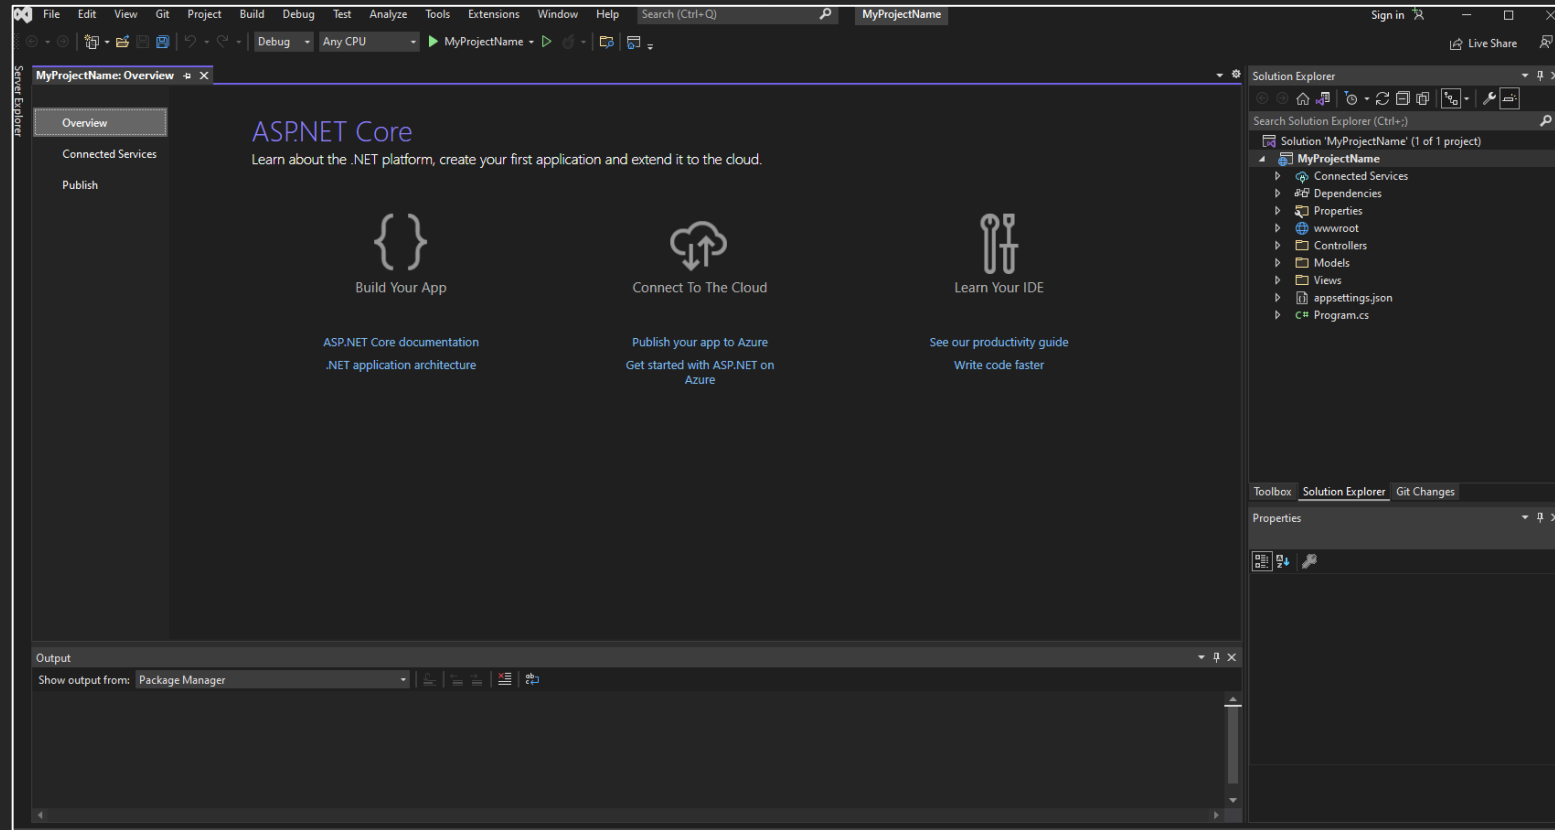 File Edit View Git Project Build Debug Test Analyze Tools Extensions Window Help Search (Ctrl+Q) MyProjectName Sign in
Debug Any CPU MyProjectName Live Share
Server Explorer
MyProjectName: Overview
Overview
Connected Services
Publish
ASP.NET Core
Learn about the .NET platform, create your first application and extend it to the cloud.
Build Your App
ASP.NET Core documentation
.NET application architecture
Connect To The Cloud
Publish your app to Azure
Get started with ASP.NET on
Azure
Learn Your IDE
See our productivity guide
Write code faster
Solution Explorer
Search Solution Explorer (Ctrl+;)
Solution 'MyProjectName' (1 of 1 project)
MyProjectName
Connected Services
Dependencies
Properties
wwwroot
Controllers
Models
Views
appsettings.json
C# Program.cs
Toolbox Solution Explorer Git Changes
Properties
Output
Show output from: Package Manager